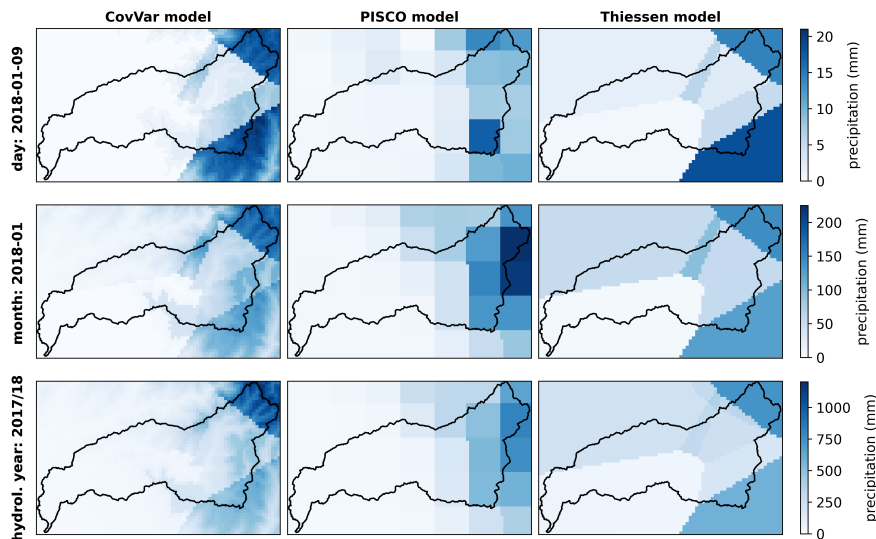 CovVar model PISCO model Thiessen model
day: 2018-01-09
20
15
10
5
0
precipitation (mm)
month: 2018-01
200
150
100
50
0
precipitation (mm)
hydrol. year: 2017/18
1000
750
500
250
0
precipitation (mm)